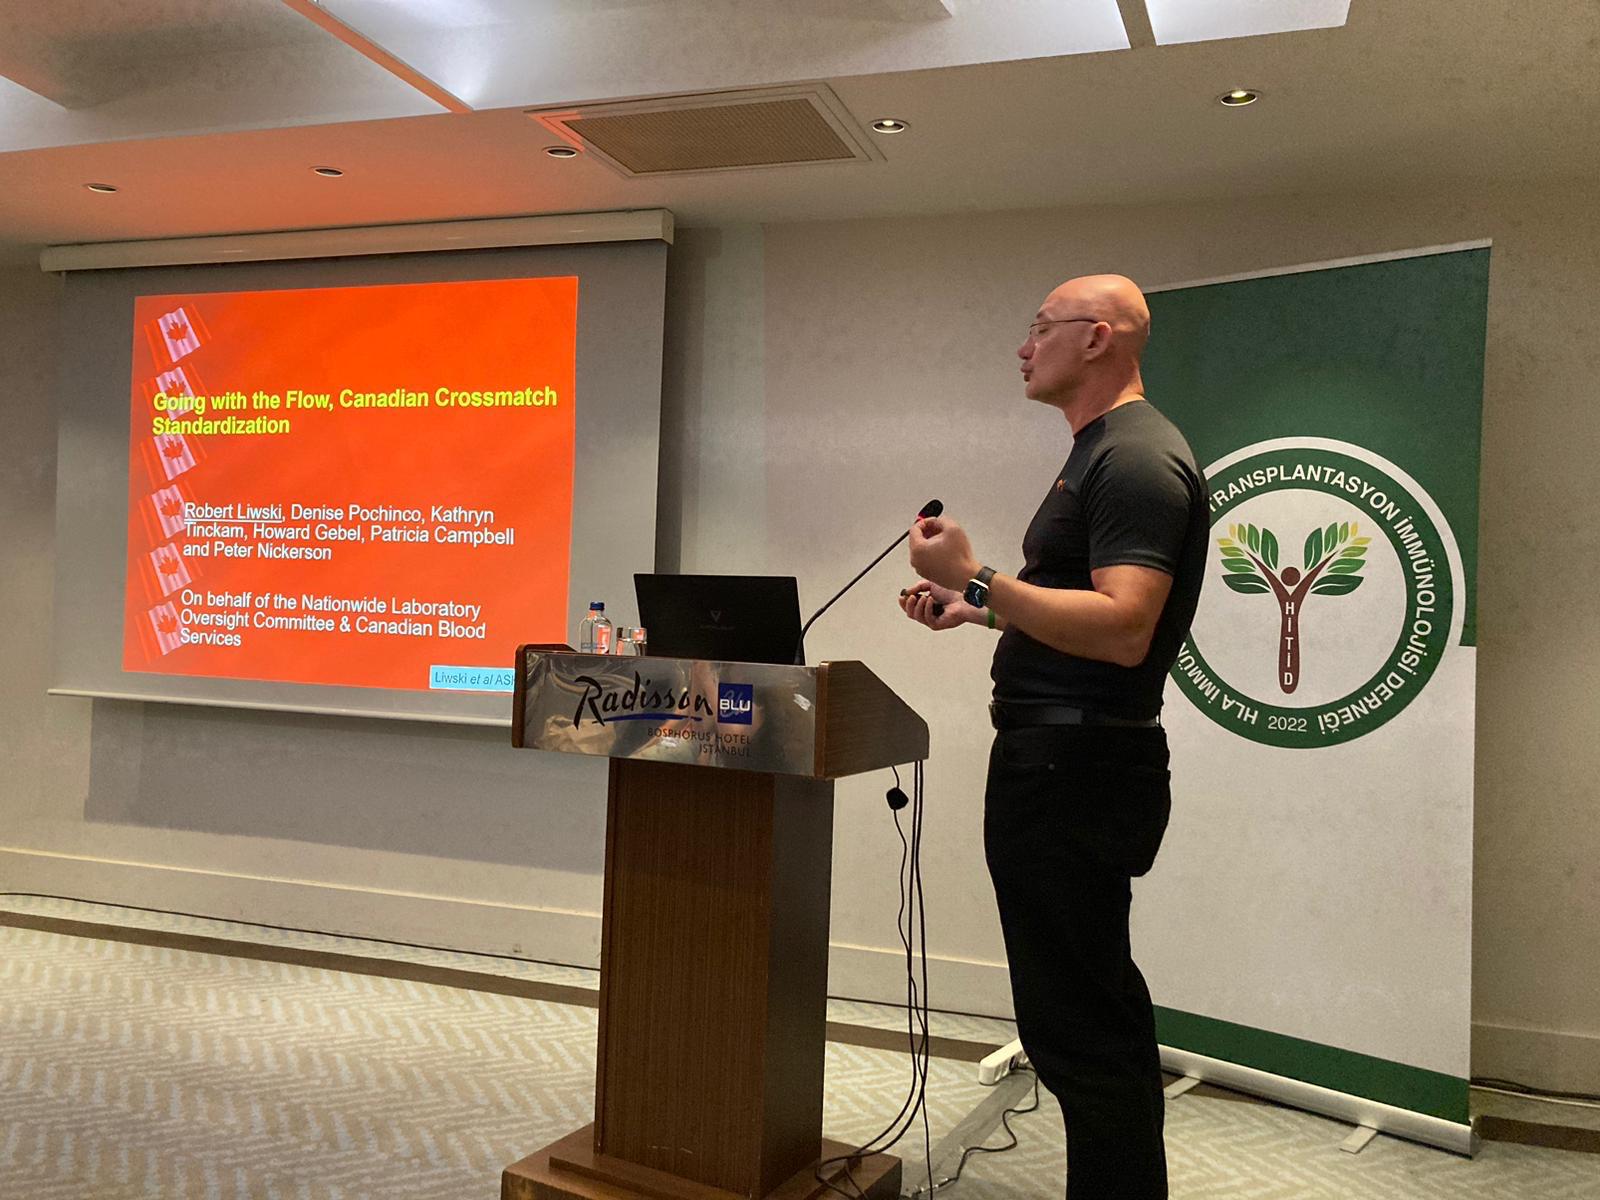 Going with the Flow, Canadian Crossmatch
Standardization
Robert Liwski, Denise Pochinco, Kathryn
Tinckam, Howard Gebel, Patricia Campbell
and Peter Nickerson
On behalf of the Nationwide Laboratory
Oversight Committee & Canadian Blood
Services
Liwski et al
Radisson BLU
BOSPHORUS HOTEL
ISTANBUL
TRANSPLANTASYON İMMÜNOLOJİSİ DERNEĞİ
HLA
2022
HİTİD